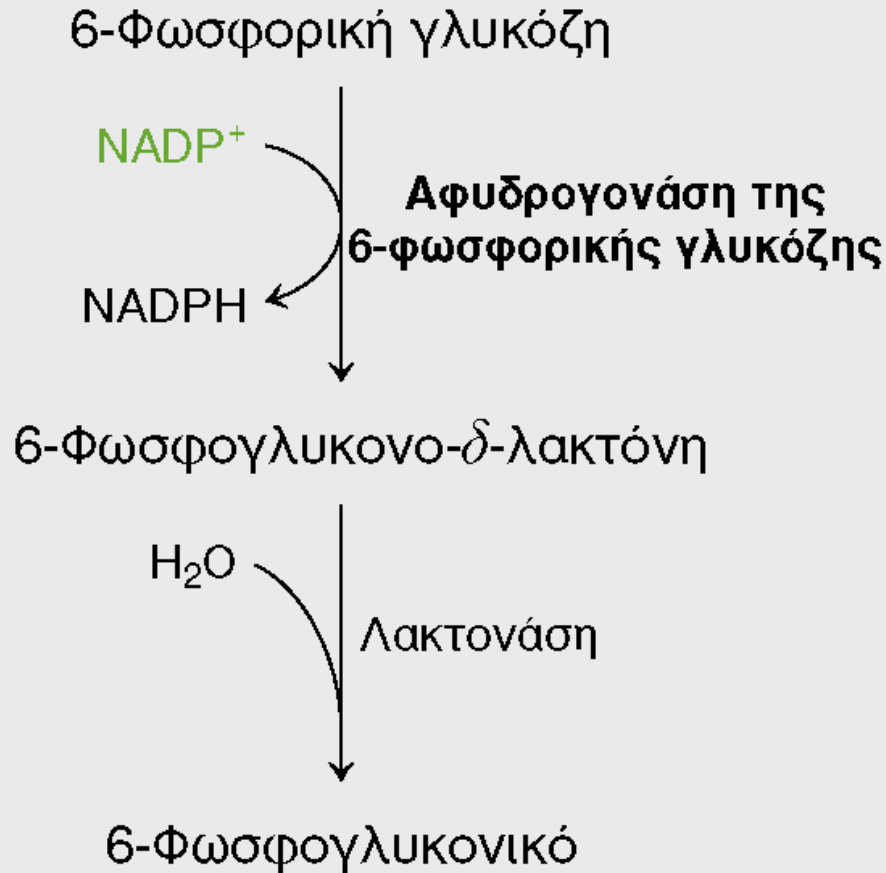 6-Φωσφορική γλυκόζη
NADP⁺
Αφυδρογονάση της
6-φωσφορικής γλυκόζης
NADPH
6-Φωσφογλυκονο-δ-λακτόνη
H₂O
Λακτονάση
6-Φωσφογλυκονικό